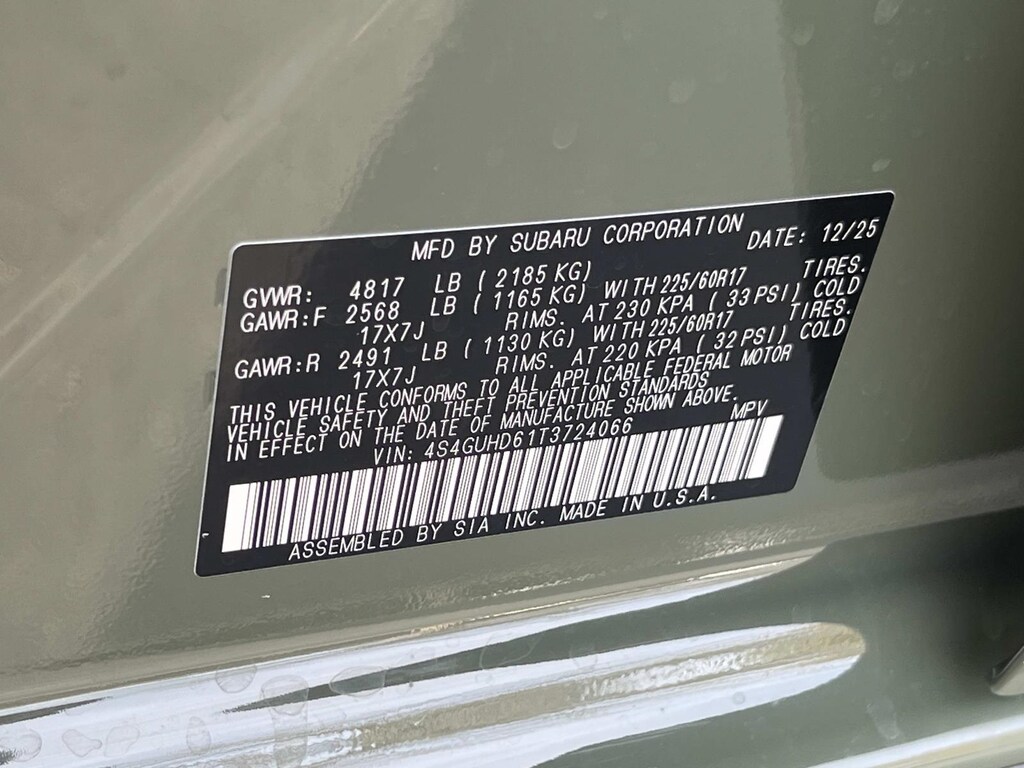 MFD BY SUBARU CORPORATION DATE: 12/25
GVWR: 4817 LB ( 2185 KG)
GAWR:F 2568 LB ( 1165 KG) WITH 225/60R17 TIRES.
17X7J RIMS. AT 230 KPA ( 33 PSI) COLD
GAWR:R 2491 LB ( 1130 KG) WITH 225/60R17 TIRES.
17X7J RIMS. AT 220 KPA ( 32 PSI) COLD
THIS VEHICLE CONFORMS TO ALL APPLICABLE FEDERAL MOTOR
VEHICLE SAFETY AND THEFT PREVENTION STANDARDS
IN EFFECT ON THE DATE OF MANUFACTURE SHOWN ABOVE.
VIN: 4S4GUHD61T3724066 MPV
ASSEMBLED BY SIA INC. MADE IN U.S.A.